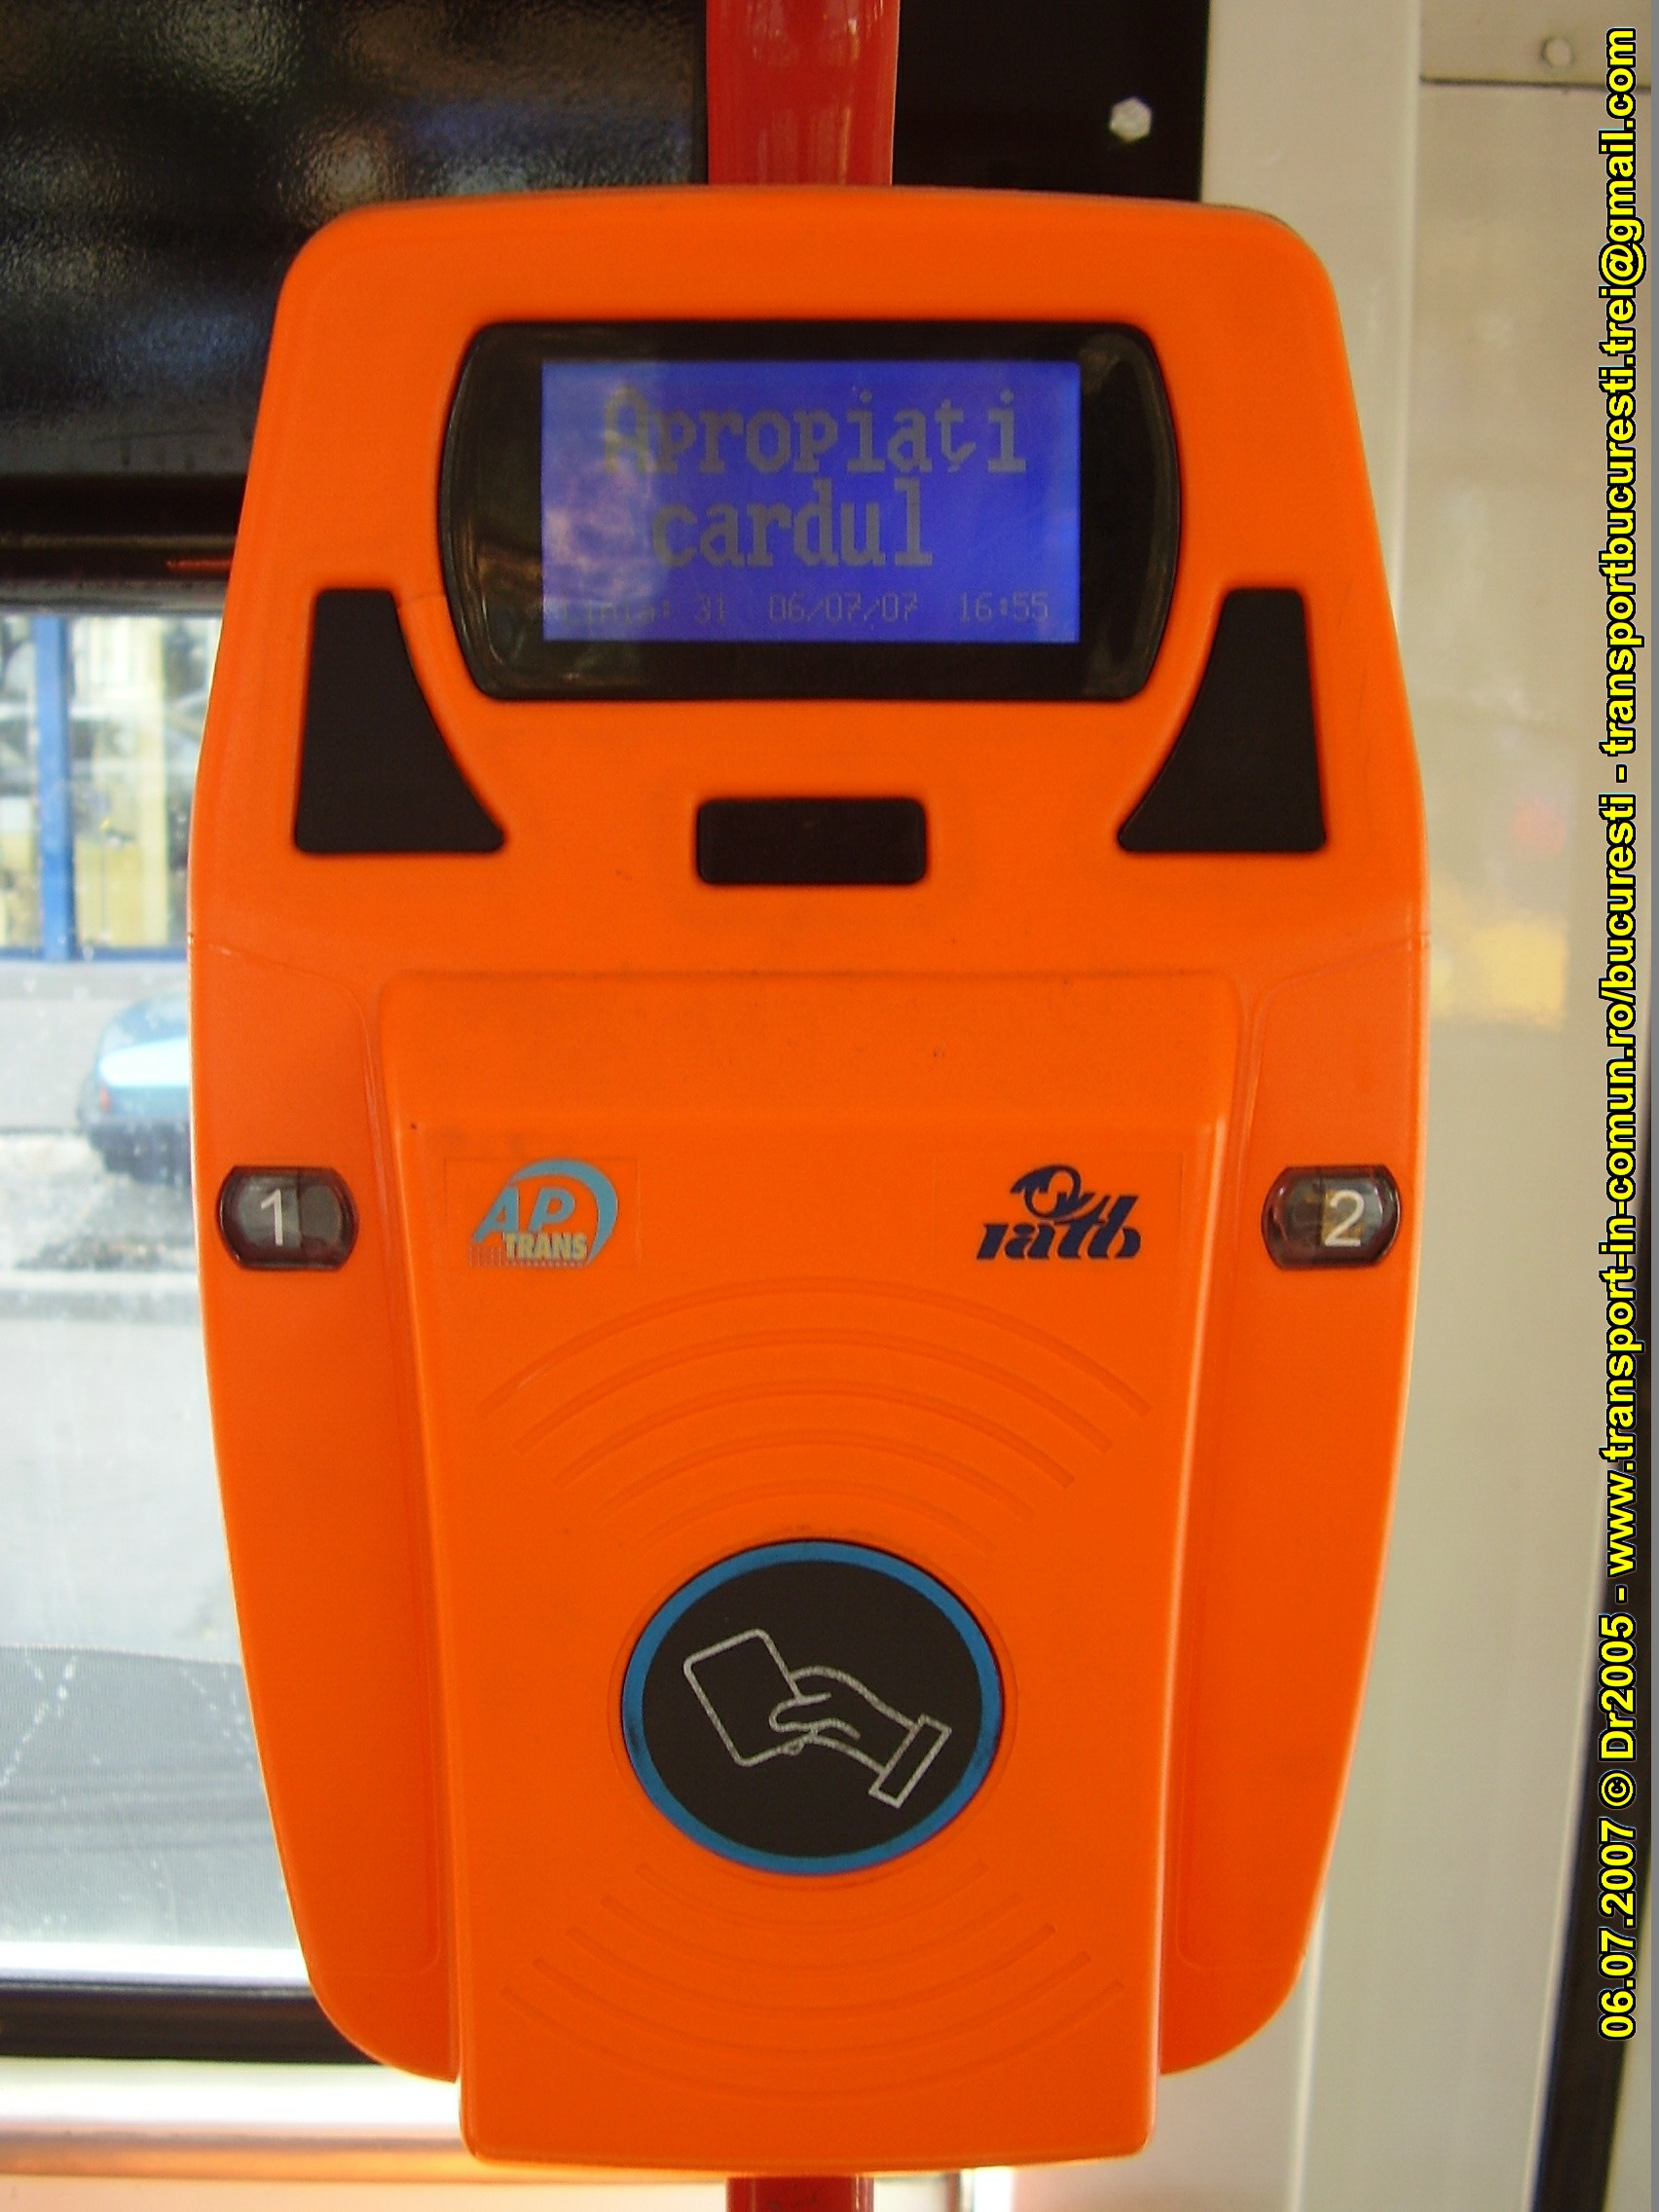 Apropiaţi
cardul
Linia: 31 06/07/07 16:55
1
AP
TRANS
ratb
2
06.07.2007 © Dr2005 - www.transport-in-comun.ro/bucuresti - transportbucuresti.trei@gmail.com